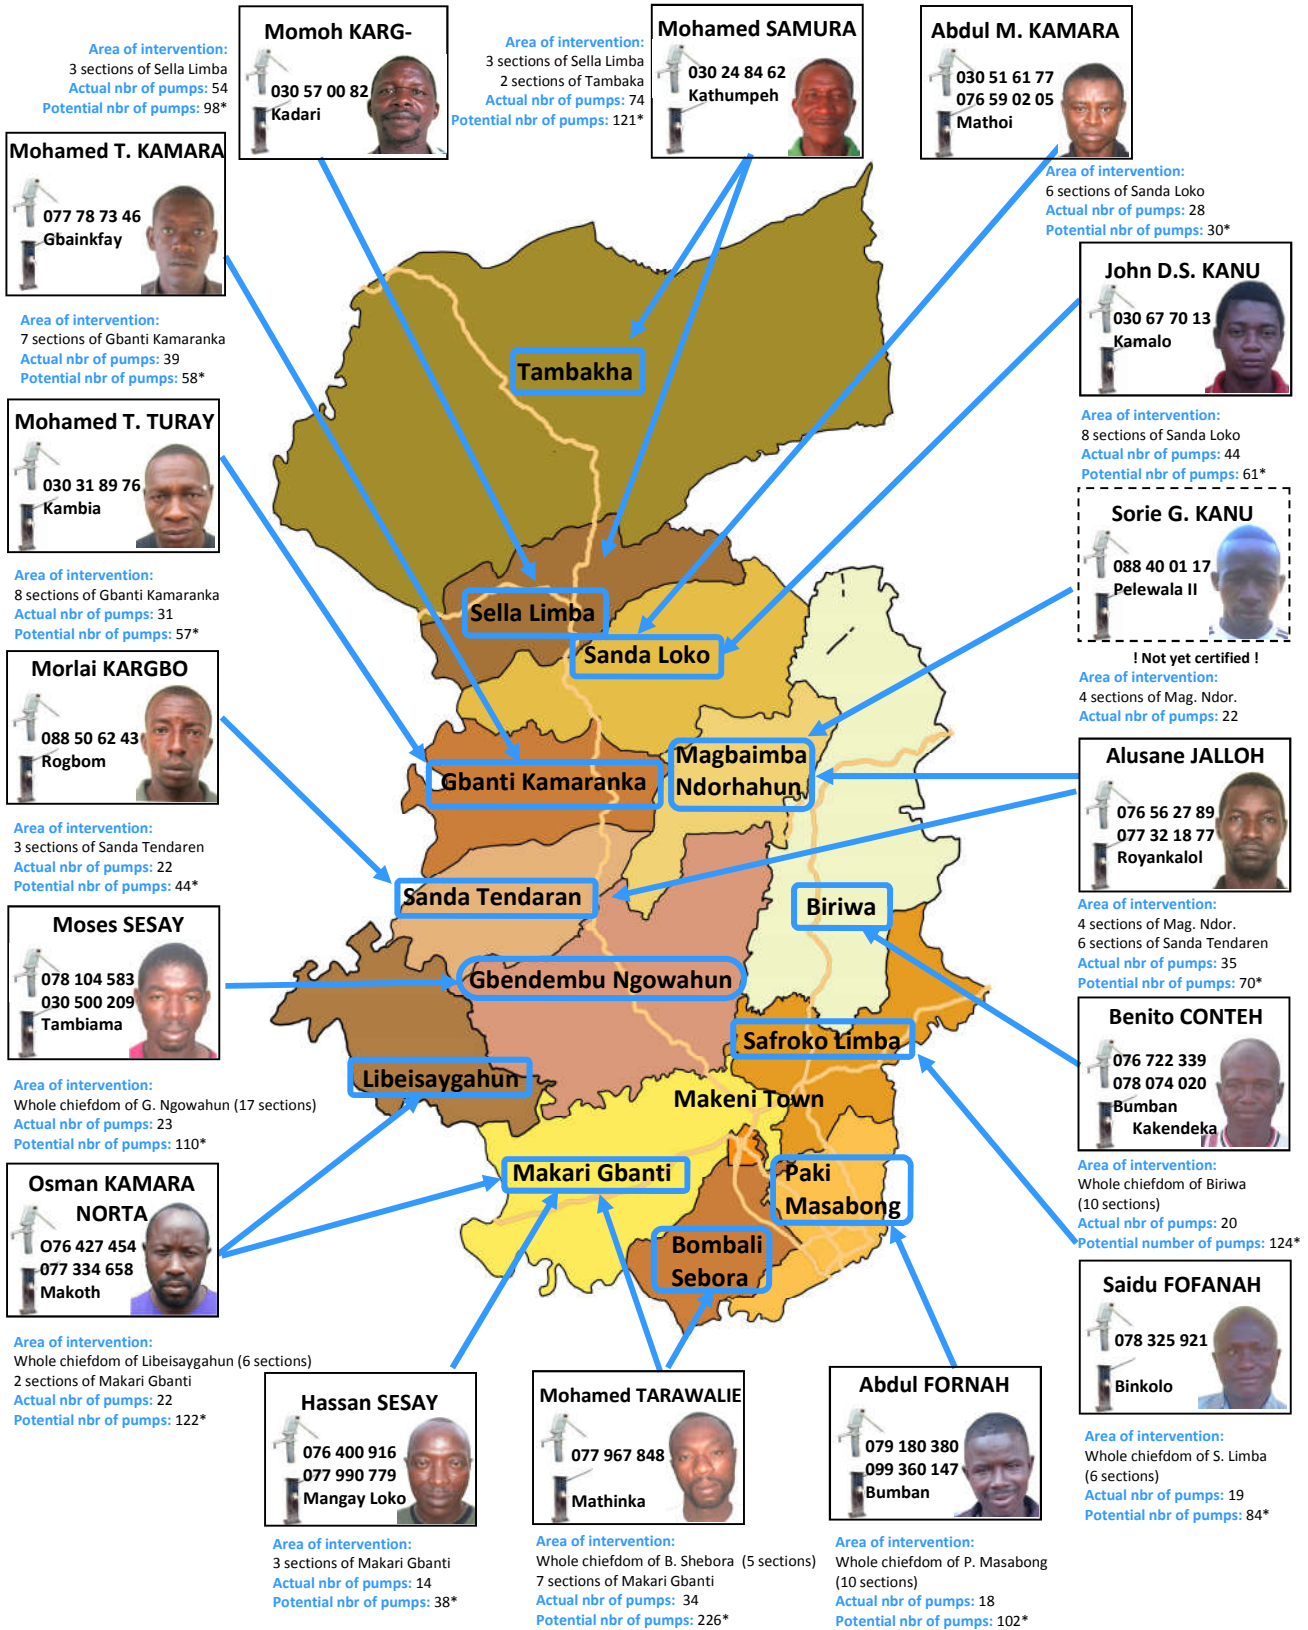 Momoh KARG-
030 57 00 82
Kadari
Area of intervention:
3 sections of Sella Limba
Actual nbr of pumps: 54
Potential nbr of pumps: 98*
Mohamed SAMURA
030 24 84 62
Kathumpeh
Area of intervention:
3 sections of Sella Limba
2 sections of Tambaka
Actual nbr of pumps: 74
Potential nbr of pumps: 121*
Abdul M. KAMARA
030 51 61 77
076 59 02 05
Mathoi
Area of intervention:
6 sections of Sanda Loko
Actual nbr of pumps: 28
Potential nbr of pumps: 30*
Mohamed T. KAMARA
077 78 73 46
Gbainkfay
Area of intervention:
7 sections of Gbanti Kamaranka
Actual nbr of pumps: 39
Potential nbr of pumps: 58*
John D.S. KANU
030 67 70 13
Kamalo
Area of intervention:
8 sections of Sanda Loko
Actual nbr of pumps: 44
Potential nbr of pumps: 61*
Mohamed T. TURAY
030 31 89 76
Kambia
Area of intervention:
8 sections of Gbanti Kamaranka
Actual nbr of pumps: 31
Potential nbr of pumps: 57*
Sorie G. KANU
088 40 01 17
Pelewala II
! Not yet certified !
Area of intervention:
4 sections of Mag. Ndor.
Actual nbr of pumps: 22
Morlai KARGBO
088 50 62 43
Rogbom
Area of intervention:
3 sections of Sanda Tendaren
Actual nbr of pumps: 22
Potential nbr of pumps: 44*
Alusane JALLOH
076 56 27 89
077 32 18 77
Royankalol
Area of intervention:
4 sections of Mag. Ndor.
6 sections of Sanda Tendaren
Actual nbr of pumps: 35
Potential nbr of pumps: 70*
Moses SESAY
078 104 583
030 500 209
Tambiama
Area of intervention:
Whole chiefdom of G. Ngowahun (17 sections)
Actual nbr of pumps: 23
Potential nbr of pumps: 110*
Benito CONTEH
076 722 339
078 074 020
Bumban
Kakendeka
Area of intervention:
Whole chiefdom of Biriwa
(10 sections)
Actual nbr of pumps: 20
Potential number of pumps: 124*
Osman KAMARA
NORTA
O76 427 454
077 334 658
Makoth
Area of intervention:
Whole chiefdom of Libeisaygahun (6 sections)
2 sections of Makari Gbanti
Actual nbr of pumps: 22
Potential nbr of pumps: 122*
Saidu FOFANAH
078 325 921
Binkolo
Area of intervention:
Whole chiefdom of S. Limba
(6 sections)
Actual nbr of pumps: 19
Potential nbr of pumps: 84*
Hassan SESAY
076 400 916
077 990 779
Mangay Loko
Area of intervention:
3 sections of Makari Gbanti
Actual nbr of pumps: 14
Potential nbr of pumps: 38*
Mohamed TARAWALIE
077 967 848
Mathinka
Area of intervention:
Whole chiefdom of B. Shebora (5 sections)
7 sections of Makari Gbanti
Actual nbr of pumps: 34
Potential nbr of pumps: 226*
Abdul FORNAH
079 180 380
099 360 147
Bumban
Area of intervention:
Whole chiefdom of P. Masabong
(10 sections)
Actual nbr of pumps: 18
Potential nbr of pumps: 102*
Tambakha
Sella Limba
Sanda Loko
Magbaimba
Ndorhahun
Gbanti Kamaranka
Sanda Tendaran
Biriwa
Gbendembu Ngowahun
Safroko Limba
Libeisaygahun
Makeni Town
Makari Gbanti
Paki
Masabong
Bombali
Sebora